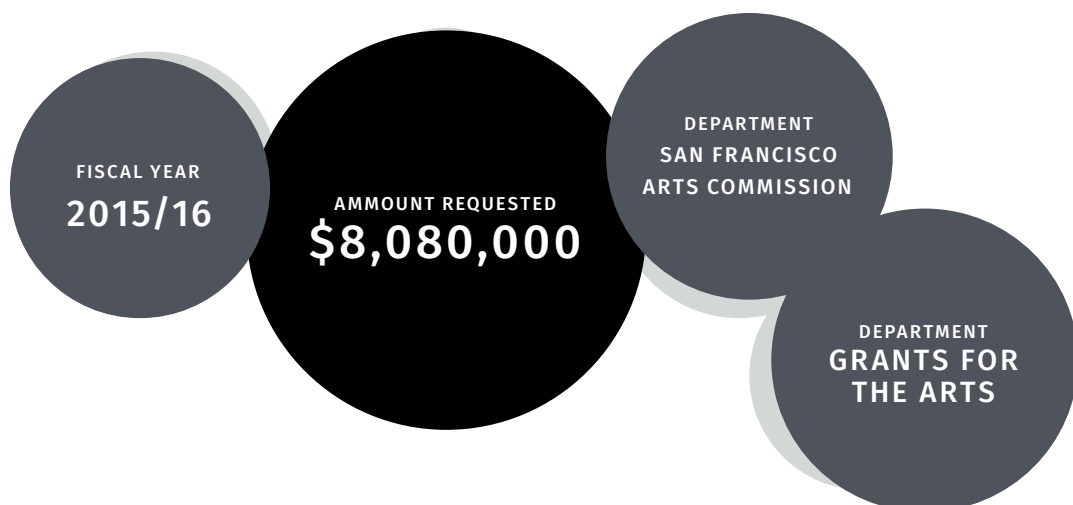 FISCAL YEAR
2015/16
AMMOUNT REQUESTED
$8,080,000
DEPARTMENT
SAN FRANCISCO
ARTS COMMISSION
DEPARTMENT
GRANTS FOR
THE ARTS